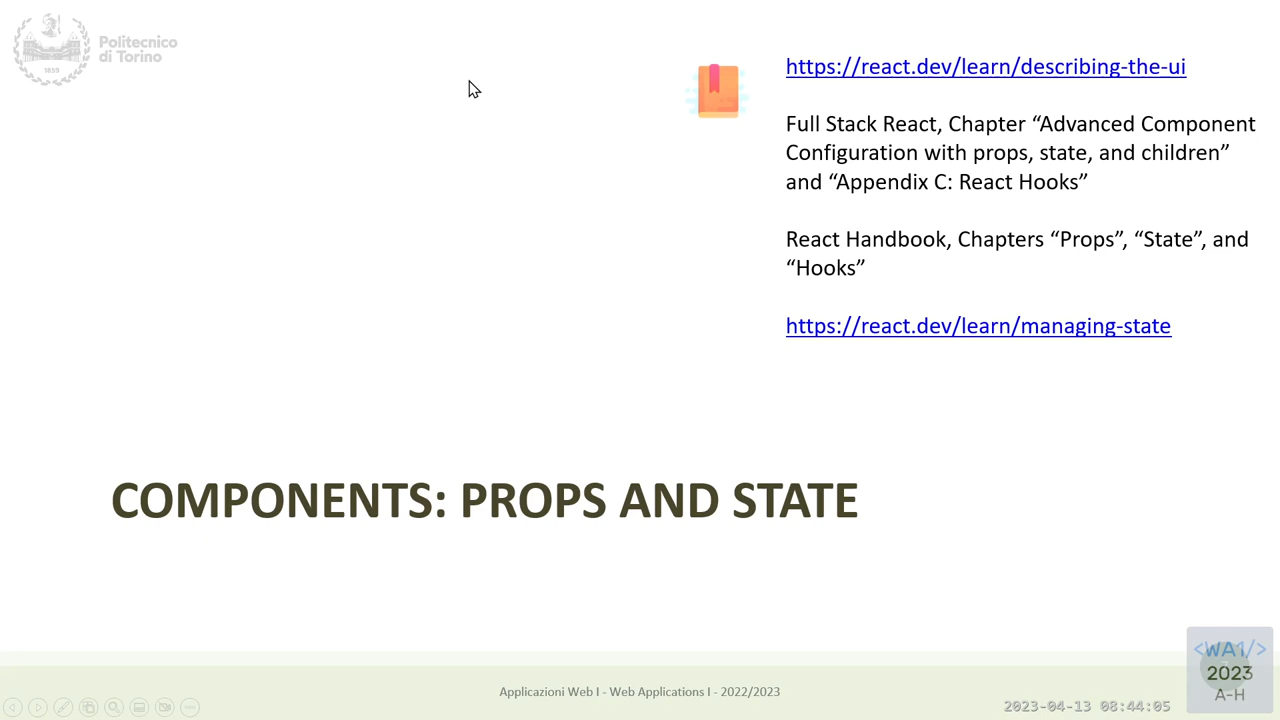 Politecnico
di Torino
1859
https://react.dev/learn/describing-the-ui
Full Stack React, Chapter “Advanced Component
Configuration with props, state, and children”
and “Appendix C: React Hooks”
React Handbook, Chapters “Props”, “State”, and
“Hooks”
https://react.dev/learn/managing-state
COMPONENTS: PROPS AND STATE
Applicazioni Web I - Web Applications I - 2022/2023
2023-04-13 08:44:05
<WA1/>
2023
A-H